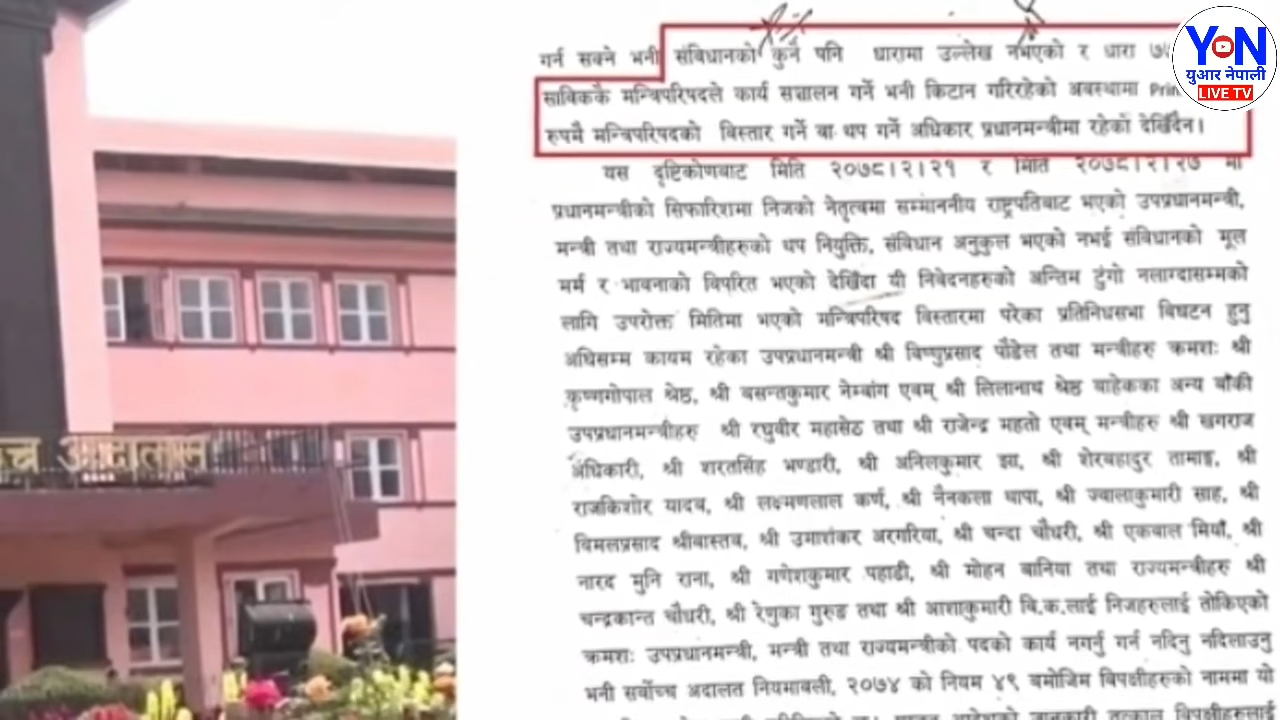 गर्न सक्ने भनी संविधानको कुनै पनि धारामा उल्लेख नभएको र धारा
साविककै मन्त्रिपरिषदले कार्य सञ्चालन गर्ने भनी किटान गरिरहेको अवस्थामा
रुपमै मन्त्रिपरिषदको विस्तार गर्ने वा थप गर्ने अधिकार प्रधानमन्त्रीमा रहेको देखिँदैन।
यस दृष्टिकोणबाट मिति २०७८।२।२१ र मिति २०७८।२।२७ मा
प्रधानमन्त्रीको सिफारिशमा निजको नेतृत्वमा सम्माननीय राष्ट्रपतिबाट भएको उपप्रधानमन्त्री,
मन्त्री तथा राज्यमन्त्रीहरुको थप नियुक्ति, संविधान अनुकुल भएको नभई संविधानको मूल
मर्म र भावनाको विपरित भएको देखिँदा यी निवेदनहरुको अन्तिम टुंगो नलाग्दासम्मको
लागि उपरोक्त मितिमा भएको मन्त्रिपरिषद विस्तारमा परेका प्रतिनिधसभा विघटन हुनु
अघिसम्म कायम रहेका उपप्रधानमन्त्री श्री विष्णुप्रसाद पौडेल तथा मन्त्रीहरु क्रमशः श्री
कृष्णगोपाल श्रेष्ठ, श्री बसन्तकुमार नेम्वांग एवम् श्री लिलानाथ श्रेष्ठ बाहेकका अन्य बाँकी
उपप्रधानमन्त्रीहरु श्री रघुवीर महासेठ तथा श्री राजेन्द्र महतो एवम् मन्त्रीहरु श्री खगराज
अधिकारी, श्री शरतसिंह भण्डारी, श्री अनिलकुमार झा, श्री शेरबहादुर तामाङ, श्री
राजकिशोर यादव, श्री लक्ष्मणलाल कर्ण, श्री नैनकला थापा, श्री ज्वालाकुमारी साह, श्री
विमलप्रसाद श्रीवास्तव, श्री उमाशंकर अरगरिया, श्री चन्दा चौधरी, श्री एकवाल मियाँ, श्री
नारद मुनि राना, श्री गणेशकुमार पहाडी, श्री मोहन बानिया तथा राज्यमन्त्रीहरु श्री
चन्द्रकान्त चौधरी, श्री रेणुका गुरुङ तथा श्री आशाकुमारी बि.क.लाई निजहरुलाई तोकिएको
क्रमशः उपप्रधानमन्त्री, मन्त्री तथा राज्यमन्त्रीको पदको कार्य नगर्नु गर्न नदिनु नदिलाउनु
भनी सर्वोच्च अदालत नियमावली, २०७४ को नियम ४९ बमोजिम विपक्षीहरुको नाममा यो
YON
युआर नेपाली
LIVE TV
अदालत